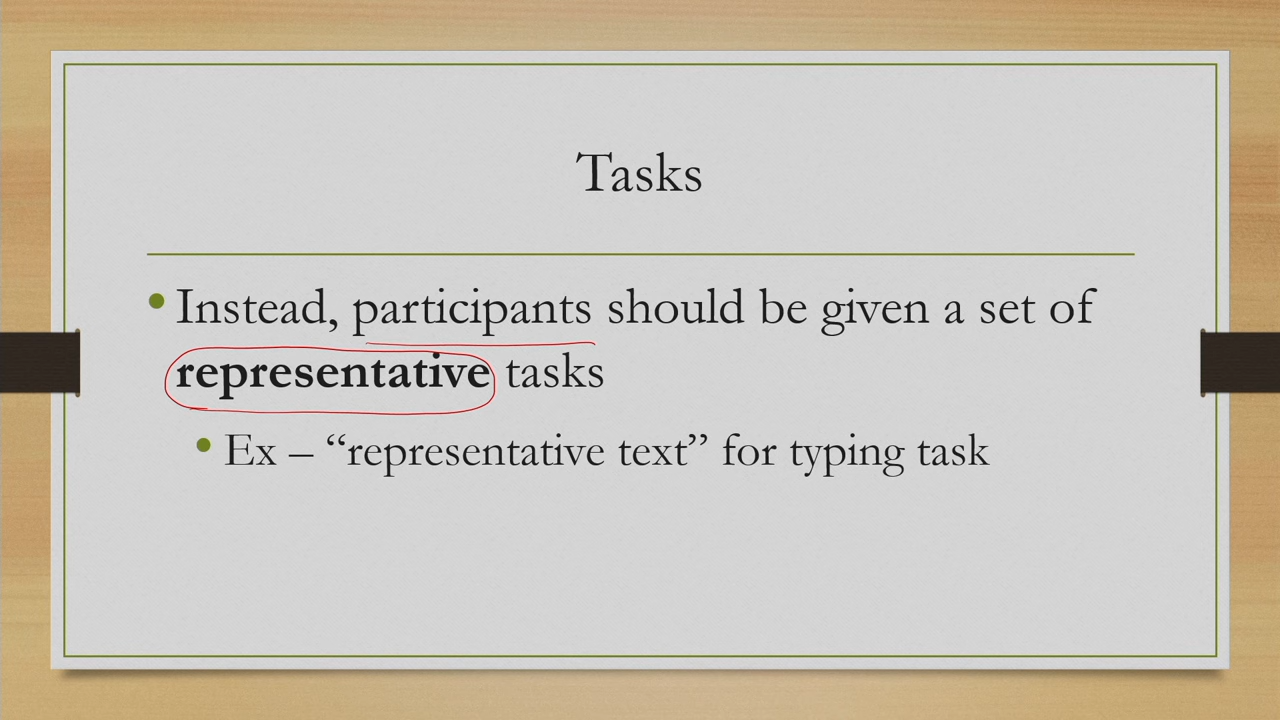 Tasks
Instead, participants should be given a set of
representative tasks
Ex – “representative text” for typing task